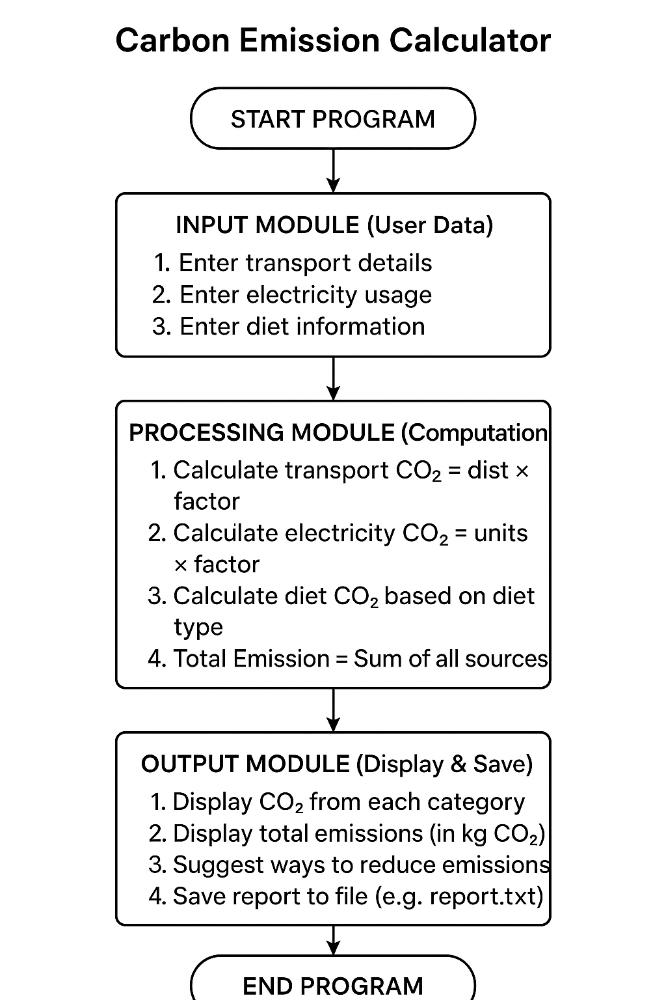 Carbon Emission Calculator
START PROGRAM
INPUT MODULE (User Data)
1. Enter transport details
2. Enter electricity usage
3. Enter diet information
PROCESSING MODULE (Computation
1. Calculate transport CO₂ = dist ×
factor
2. Calculate electricity CO₂ = units
× factor
3. Calculate diet CO₂ based on diet
type
4. Total Emission = Sum of all sources
OUTPUT MODULE (Display & Save)
1. Display CO₂ from each category
2. Display total emissions (in kg CO₂)
3. Suggest ways to reduce emissions
4. Save report to file (e.g. report.txt)
END PROGRAM